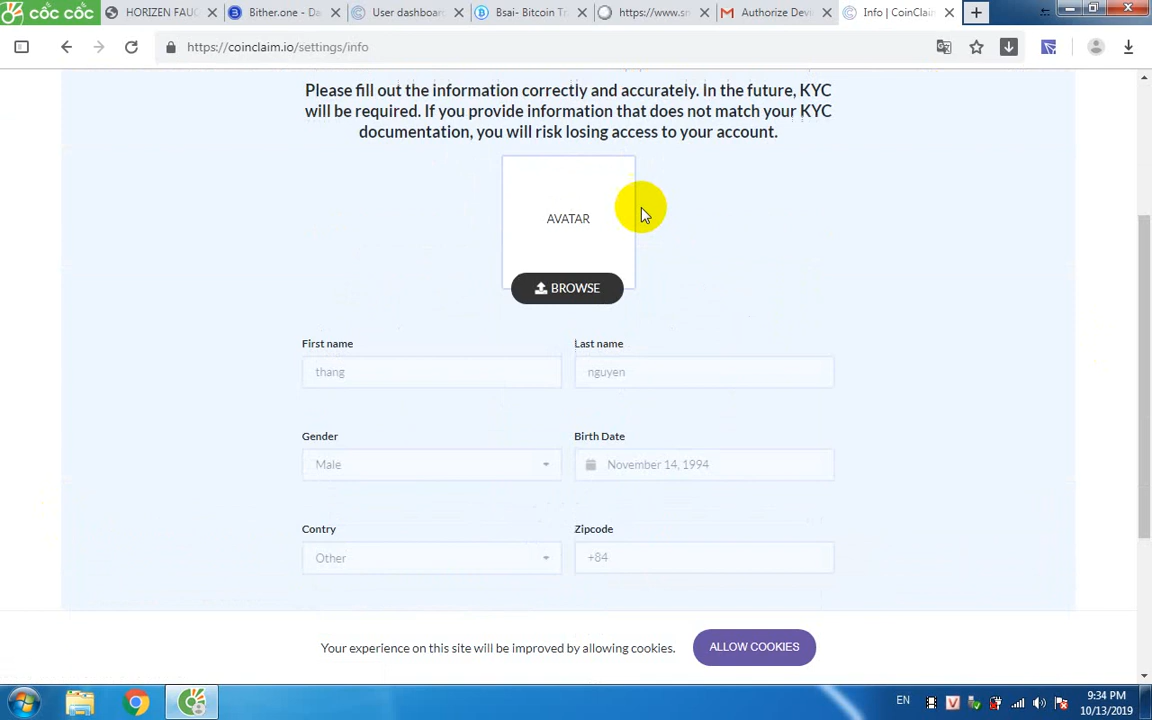 HORIZEN FAUC
Bither.one - Da
User dashboar
Bsai- Bitcoin T
https://www.sn
Authorize Devi
Info | CoinClai
CỐC CỐC
https://coinclaim.io/settings/info
Please fill out the information correctly and accurately. In the future, KYC
will be required. If you provide information that does not match your KYC
documentation, you will risk losing access to your account.
AVATAR
BROWSE
First name
Last name
thang
nguyen
Gender
Birth Date
Male
November 14, 1994
Contry
Zipcode
Other
+84
Your experience on this site will be improved by allowing cookies.
ALLOW COOKIES
EN
9:34 PM
10/13/2019